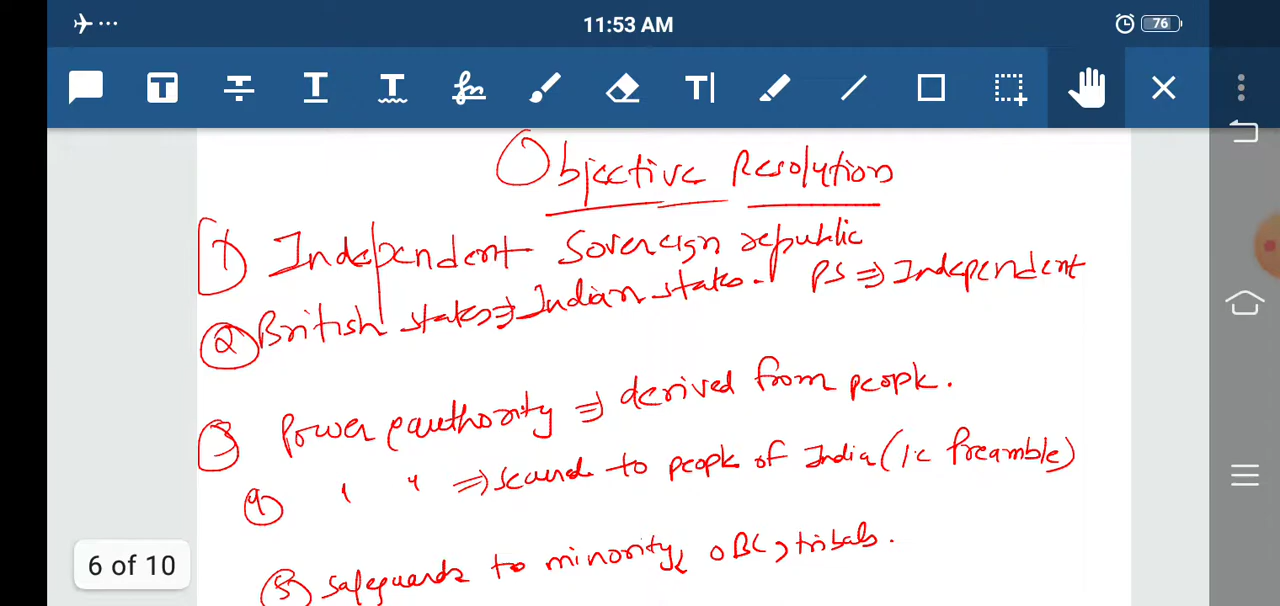 11:53 AM
76
Objective Resolution
1) Independent Sovereign republic
2) British states ⇒ Indian states. PS ⇒ Independent
3) Power & authority ⇒ derived from people.
4) " " ⇒ secured to people of India (ie Preamble)
5) safeguards to minority, OBC, tribals.
6 of 10